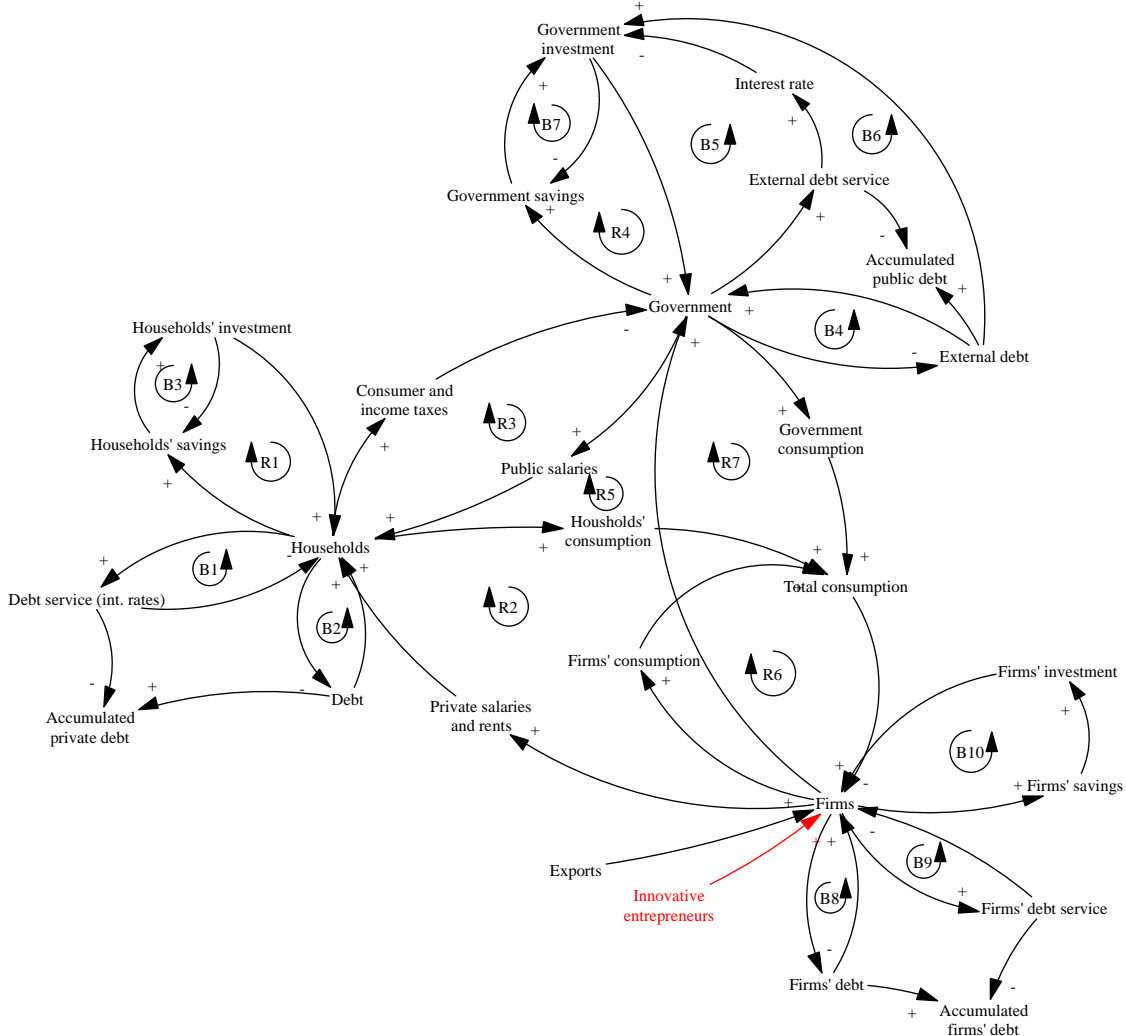 +
Government
investment
-
Interest rate
+
+
B7
B5
B6
-
External debt service
Government savings
+
+
R4
-
Accumulated
public debt
+
+
Government
+
Households' investment
-
+
B4
-
External debt
+
B3
Consumer and
income taxes
-
+
Government
consumption
R3
Households' savings
+
+
R1
Public salaries
R7
+
R5
+
+
Housholds'
consumption
+
+
+
Households
-
+
B1
+
+
Debt service (int. rates)
+
Total consumption
R2
B2
Firms' consumption
+
R6
Firms' investment
-
+
-
Debt
Accumulated
private debt
Private salaries
and rents
+
+
B10
+
-
+
Firms' savings
+
Firms
-
+
+
Exports
B9
Innovative
entrepreneurs
B8
+
Firms' debt service
-
Firms' debt
-
+
Accumulated
firms' debt